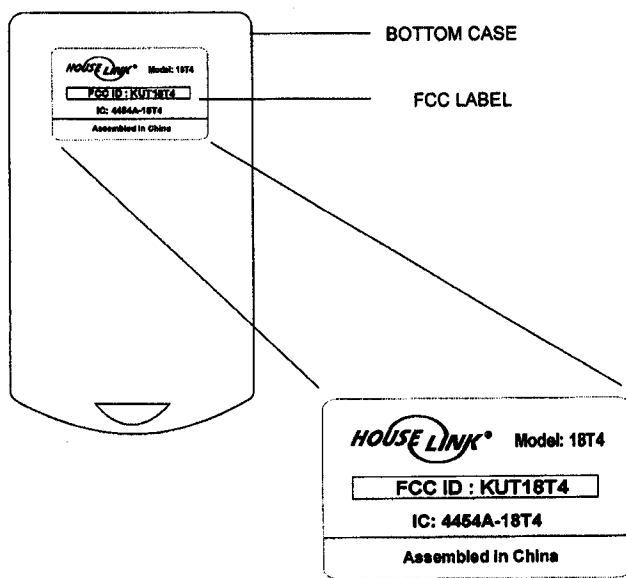 BOTTOM CASE
HOUSE LINK® Model: 18T4
FCC ID : KUT18T4
FCC LABEL
IC: 4454A-18T4
Assembled in China
HOUSE LINK® Model: 18T4
FCC ID : KUT18T4
IC: 4454A-18T4
Assembled in China